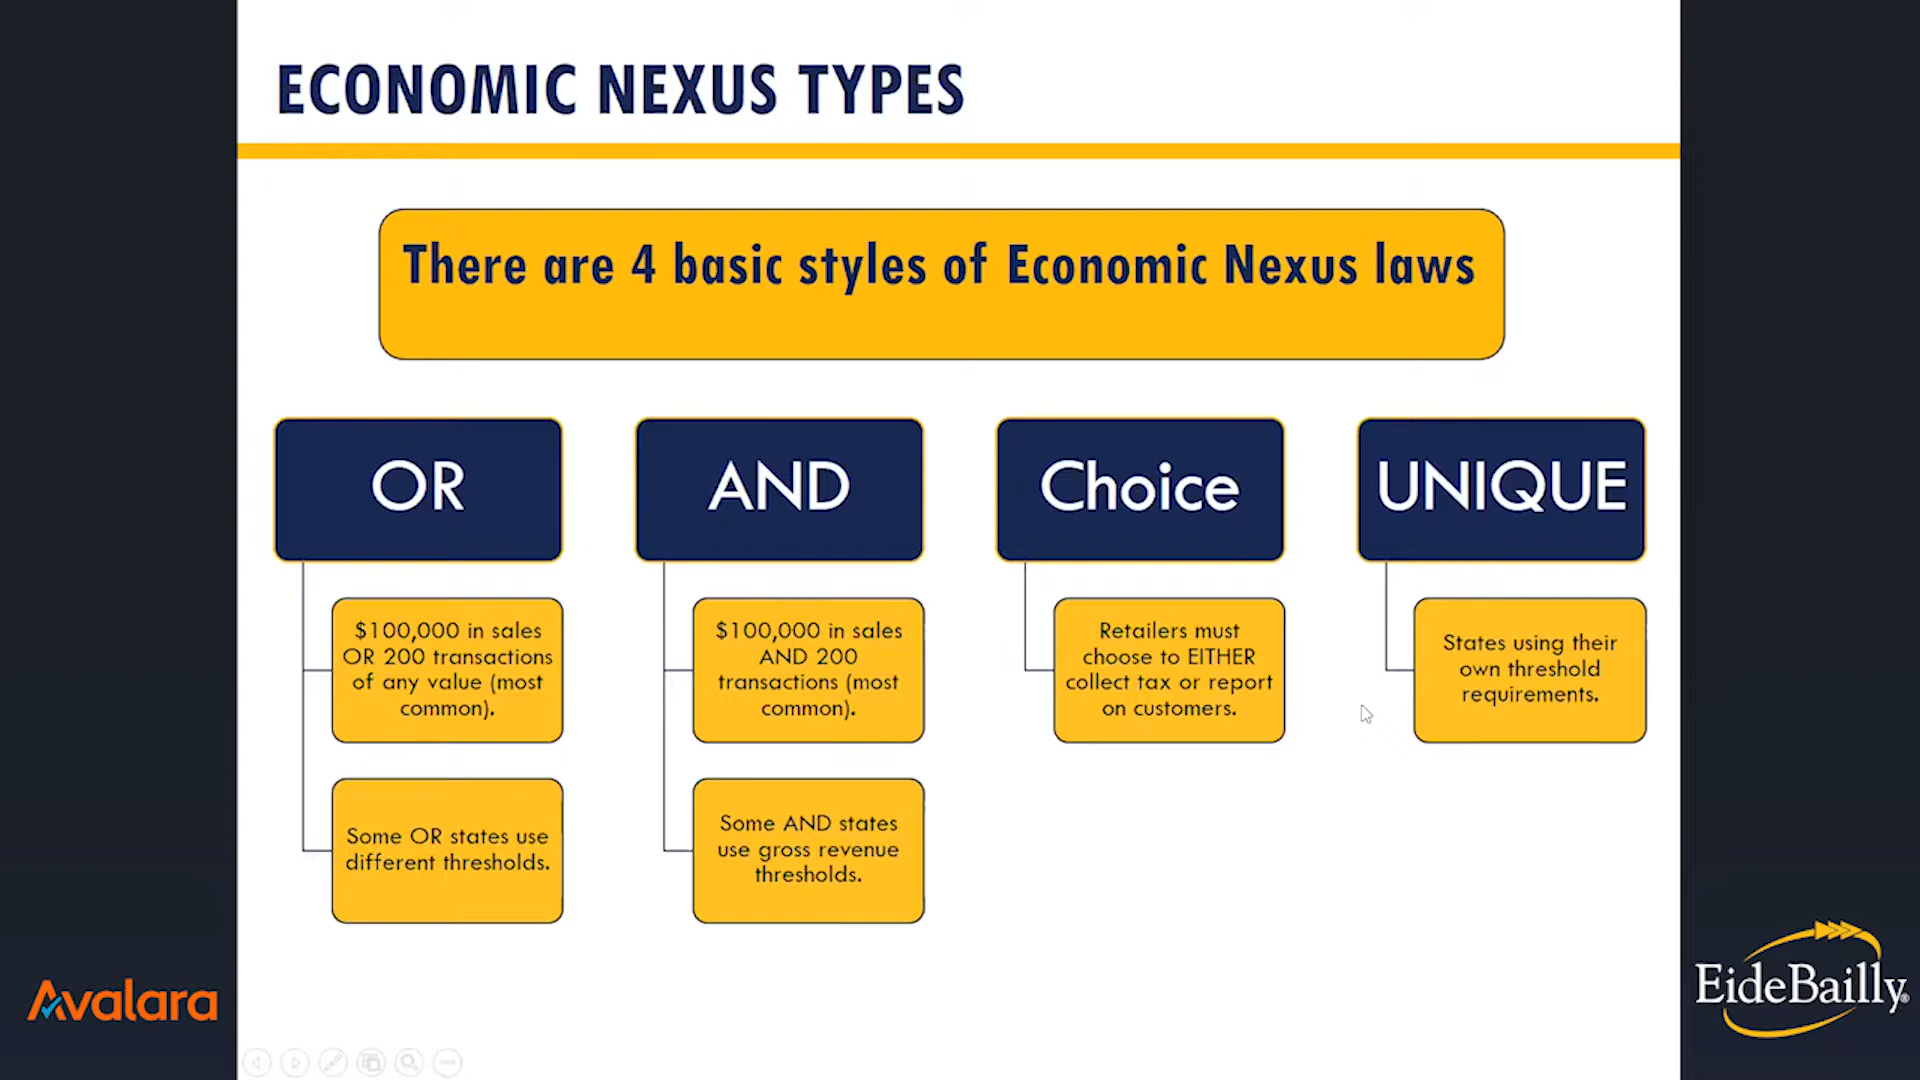 ECONOMIC NEXUS TYPES
There are 4 basic styles of Economic Nexus laws
OR
$100,000 in sales
OR 200 transactions
of any value (most
common).
Some OR states use
different thresholds.
AND
$100,000 in sales
AND 200
transactions (most
common).
Some AND states
use gross revenue
thresholds.
Choice
Retailers must
choose to EITHER
collect tax or report
on customers.
UNIQUE
States using their
own threshold
requirements.
Avalara
EideBailly®